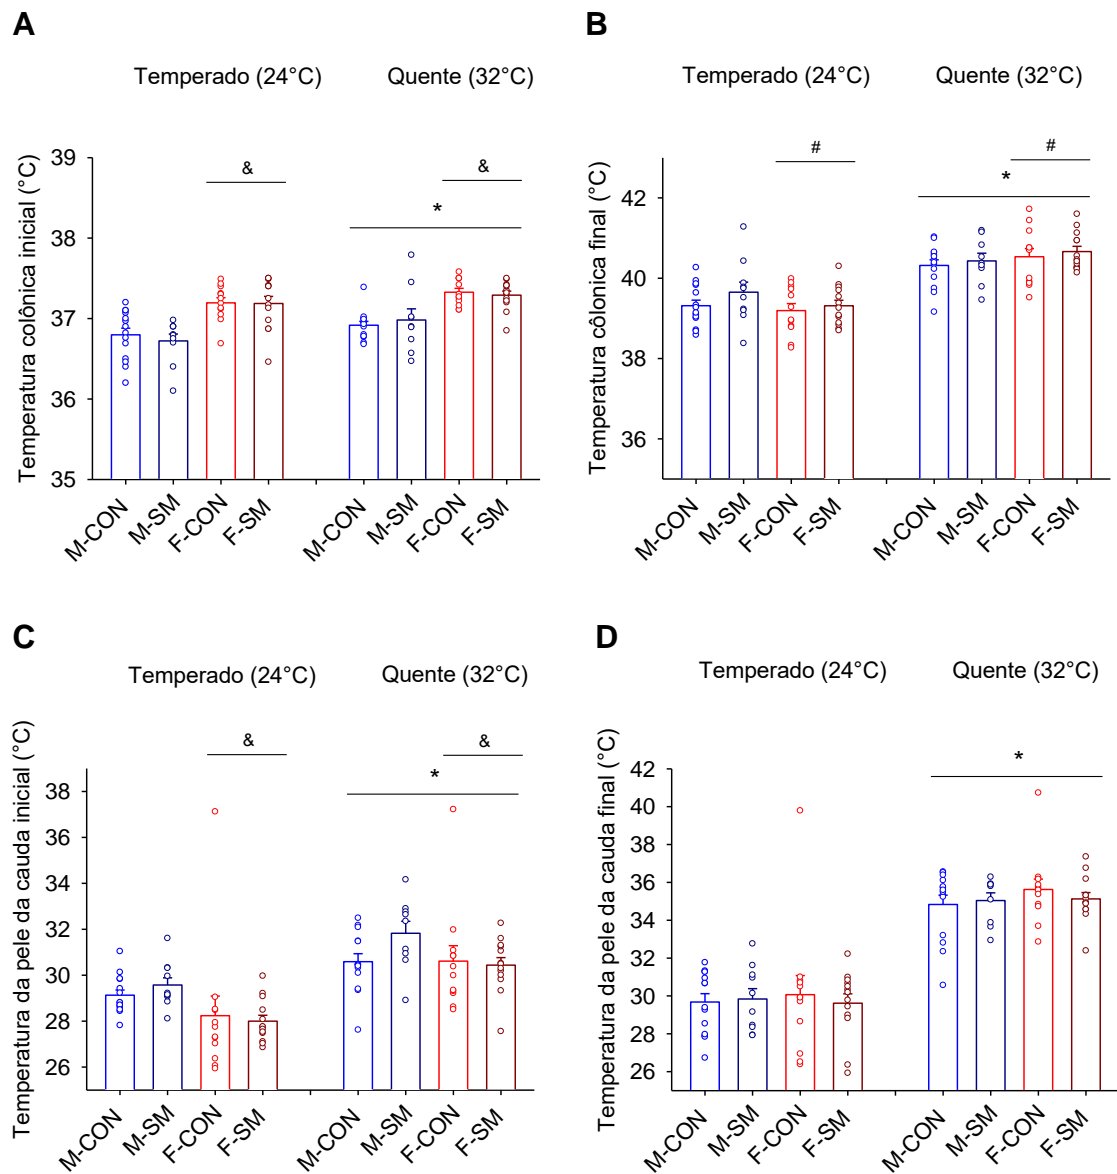 A
Temperado (24°C)
Quente (32°C)
Temperatura colônica inicial (°C)
39
38
37
36
35
&
&
*
M-CON
M-SM
F-CON
F-SM
M-CON
M-SM
F-CON
F-SM
B
Temperado (24°C)
Quente (32°C)
Temperatura côlonica final (°C)
42
40
38
36
#
#
*
M-CON
M-SM
F-CON
F-SM
M-CON
M-SM
F-CON
F-SM
C
Temperado (24°C)
Quente (32°C)
Temperatura da pele da cauda inicial (°C)
38
36
34
32
30
28
26
&
&
*
M-CON
M-SM
F-CON
F-SM
M-CON
M-SM
F-CON
F-SM
D
Temperado (24°C)
Quente (32°C)
Temperatura da pele da cauda final (°C)
42
40
38
36
34
32
30
28
26
*
M-CON
M-SM
F-CON
F-SM
M-CON
M-SM
F-CON
F-SM